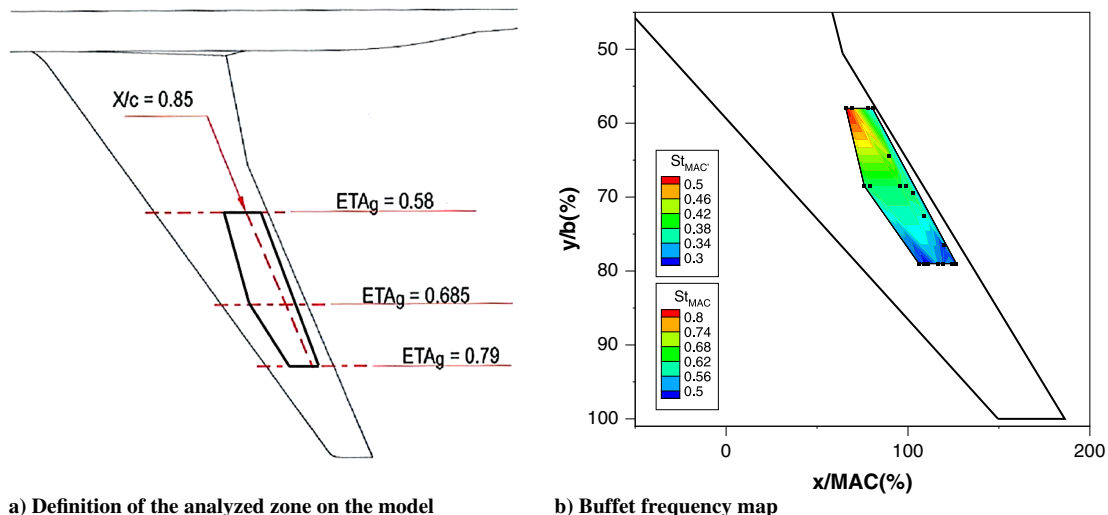 X/c = 0.85
ETAg = 0.58
ETAg = 0.685
ETAg = 0.79
a) Definition of the analyzed zone on the model
50
60
70
80
90
100
y/b(%)
St_MAC'
0.5
0.46
0.42
0.38
0.34
0.3
St_MAC
0.8
0.74
0.68
0.62
0.56
0.5
0
100
200
x/MAC(%)
b) Buffet frequency map